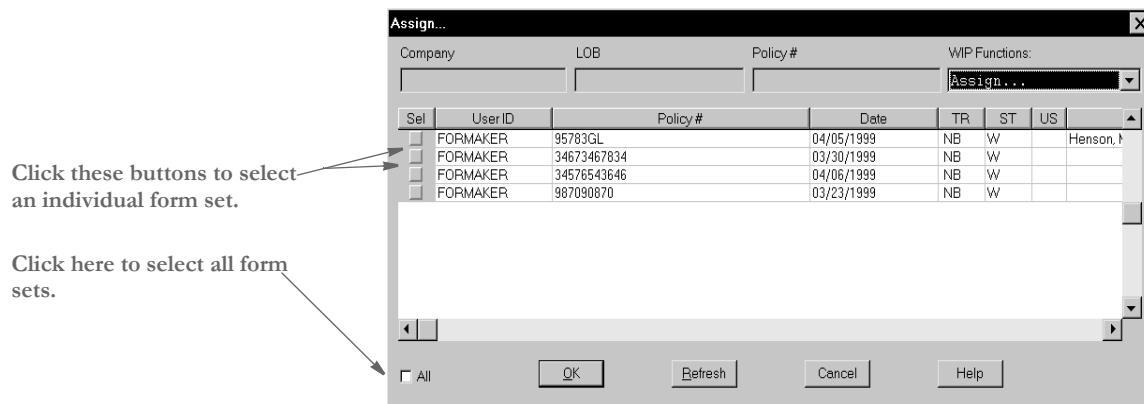 Assign...
Company LOB Policy # WIP Functions:
Assign...
Sel User ID Policy # Date TR ST US
FORMAKER 95783GL 04/05/1999 NB W Henson,
FORMAKER 34673467834 03/30/1999 NB W
FORMAKER 34576543646 04/06/1999 NB W
FORMAKER 987090870 03/23/1999 NB W
Click these buttons to select
an individual form set.
Click here to select all form
sets.
All OK Refresh Cancel Help